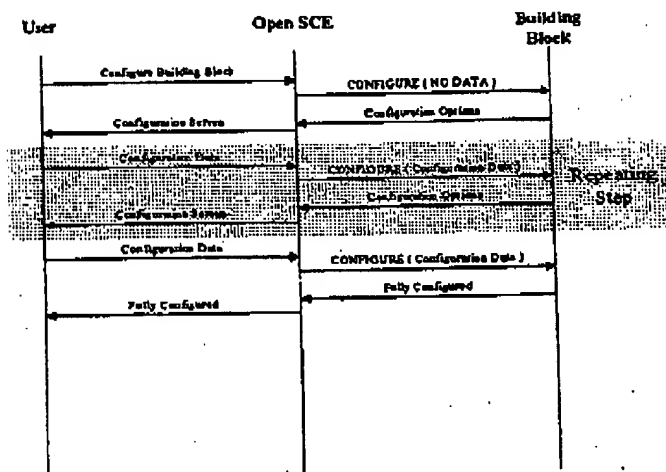 User
Open SCE
Building
Block
Configure Building Block
CONFIGURE ( NO DATA )
Configuration Options
Configuration Screen
Configuration Data
CONFIGURE ( Configuration Data )
Repeating
Step
Configuration Options
Configuration Screen
Configuration Data
CONFIGURE ( Configuration Data )
Fully Configured
Fully Configured